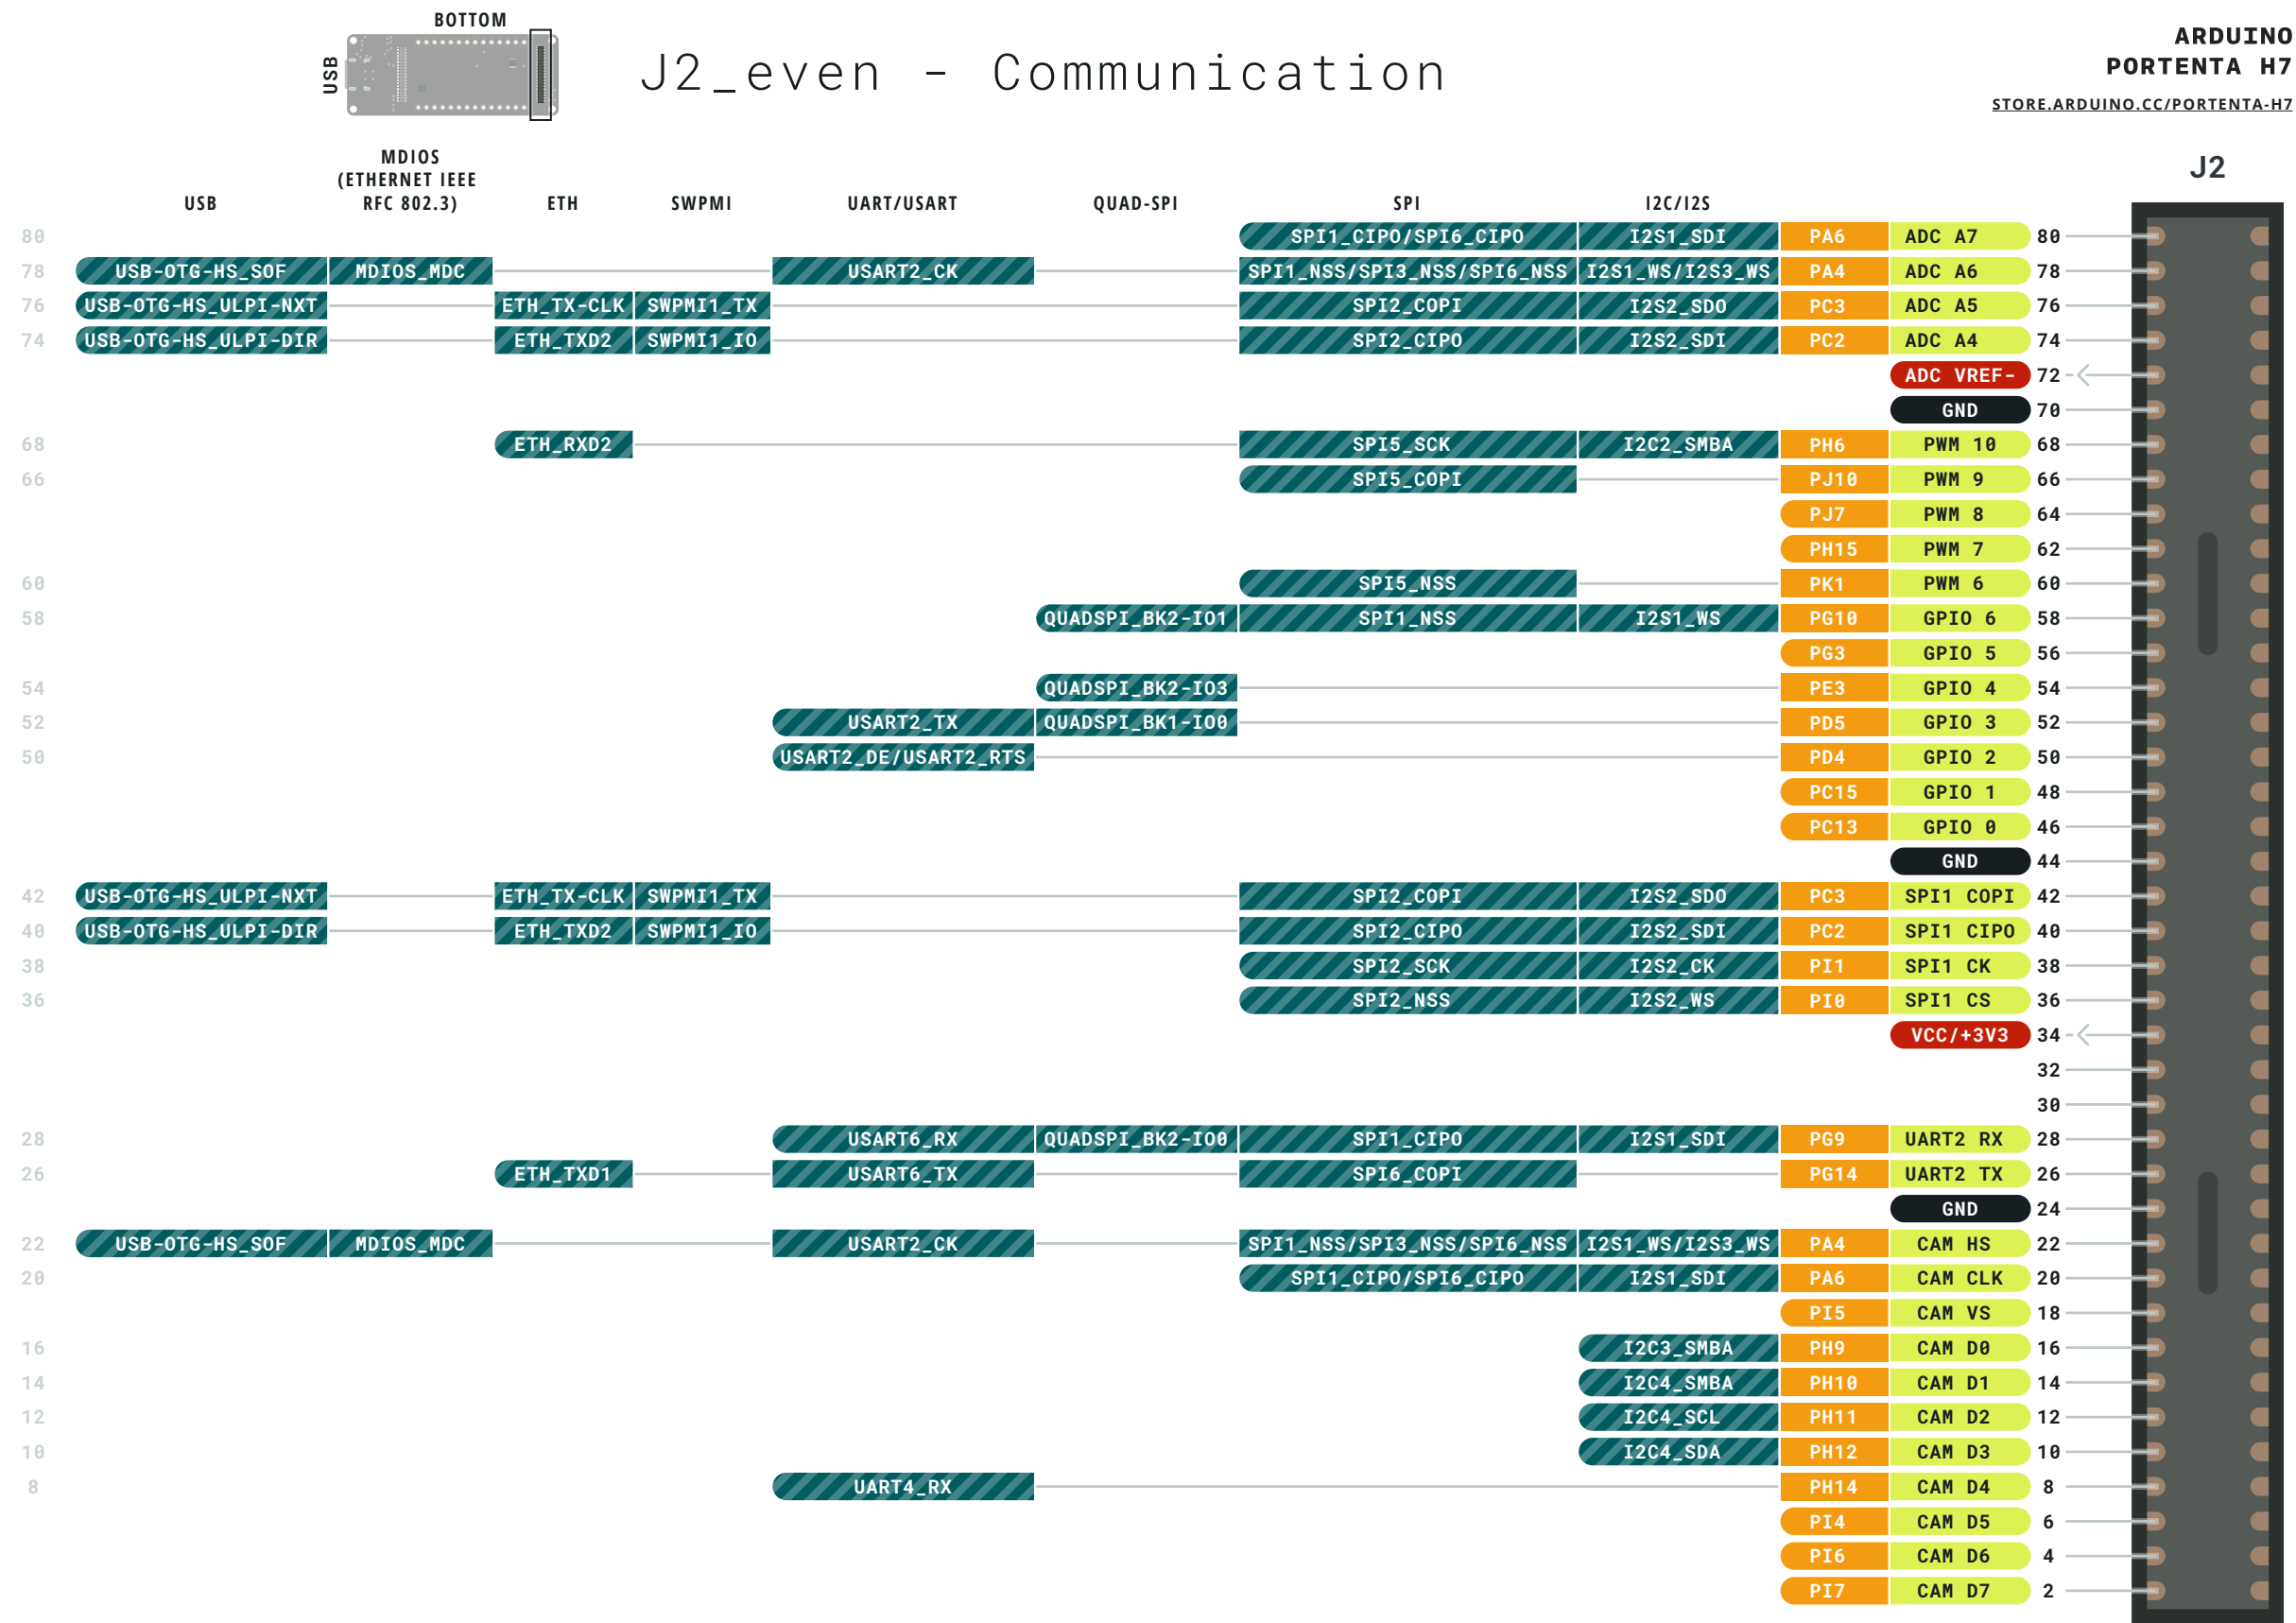 BOTTOM
USB
J2_even - Communication
ARDUINO
PORTENTA H7
STORE.ARDUINO.CC/PORTENTA-H7
J2
USB
MDIOS
(ETHERNET IEEE
RFC 802.3)
ETH
SWPMI
UART/USART
QUAD-SPI
SPI
I2C/I2S
80 SPI1_CIPO/SPI6_CIPO I2S1_SDI PA6 ADC A7 80
78 USB-OTG-HS_SOF MDIOS_MDC USART2_CK SPI1_NSS/SPI3_NSS/SPI6_NSS I2S1_WS/I2S3_WS PA4 ADC A6 78
76 USB-OTG-HS_ULPI-NXT ETH_TX-CLK SWPMI1_TX SPI2_COPI I2S2_SDO PC3 ADC A5 76
74 USB-OTG-HS_ULPI-DIR ETH_TXD2 SWPMI1_IO SPI2_CIPO I2S2_SDI PC2 ADC A4 74
ADC VREF- 72
GND 70
68 ETH_RXD2 SPI5_SCK I2C2_SMBA PH6 PWM 10 68
66 SPI5_COPI PJ10 PWM 9 66
PJ7 PWM 8 64
PH15 PWM 7 62
60 SPI5_NSS PK1 PWM 6 60
58 QUADSPI_BK2-IO1 SPI1_NSS I2S1_WS PG10 GPIO 6 58
PG3 GPIO 5 56
54 QUADSPI_BK2-IO3 PE3 GPIO 4 54
52 USART2_TX QUADSPI_BK1-IO0 PD5 GPIO 3 52
50 USART2_DE/USART2_RTS PD4 GPIO 2 50
PC15 GPIO 1 48
PC13 GPIO 0 46
GND 44
42 USB-OTG-HS_ULPI-NXT ETH_TX-CLK SWPMI1_TX SPI2_COPI I2S2_SDO PC3 SPI1 COPI 42
40 USB-OTG-HS_ULPI-DIR ETH_TXD2 SWPMI1_IO SPI2_CIPO I2S2_SDI PC2 SPI1 CIPO 40
38 SPI2_SCK I2S2_CK PI1 SPI1 CK 38
36 SPI2_NSS I2S2_WS PI0 SPI1 CS 36
VCC/+3V3 34
32
30
28 USART6_RX QUADSPI_BK2-IO0 SPI1_CIPO I2S1_SDI PG9 UART2 RX 28
26 ETH_TXD1 USART6_TX SPI6_COPI PG14 UART2 TX 26
GND 24
22 USB-OTG-HS_SOF MDIOS_MDC USART2_CK SPI1_NSS/SPI3_NSS/SPI6_NSS I2S1_WS/I2S3_WS PA4 CAM HS 22
20 SPI1_CIPO/SPI6_CIPO I2S1_SDI PA6 CAM CLK 20
PI5 CAM VS 18
16 I2C3_SMBA PH9 CAM D0 16
14 I2C4_SMBA PH10 CAM D1 14
12 I2C4_SCL PH11 CAM D2 12
10 I2C4_SDA PH12 CAM D3 10
8 UART4_RX PH14 CAM D4 8
PI4 CAM D5 6
PI6 CAM D6 4
PI7 CAM D7 2